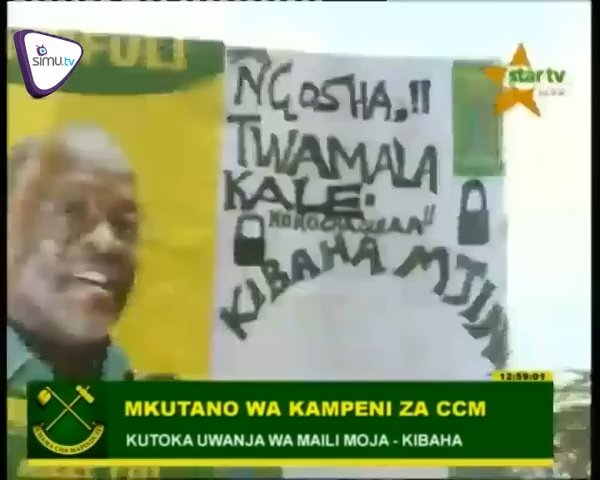 simu.tv
star tv
NGOSHA,!!
TWAMALA
KALE.
KIBAHA MJINI
12:59:01
MKUTANO WA KAMPENI ZA CCM
KUTOKA UWANJA WA MAILI MOJA - KIBAHA